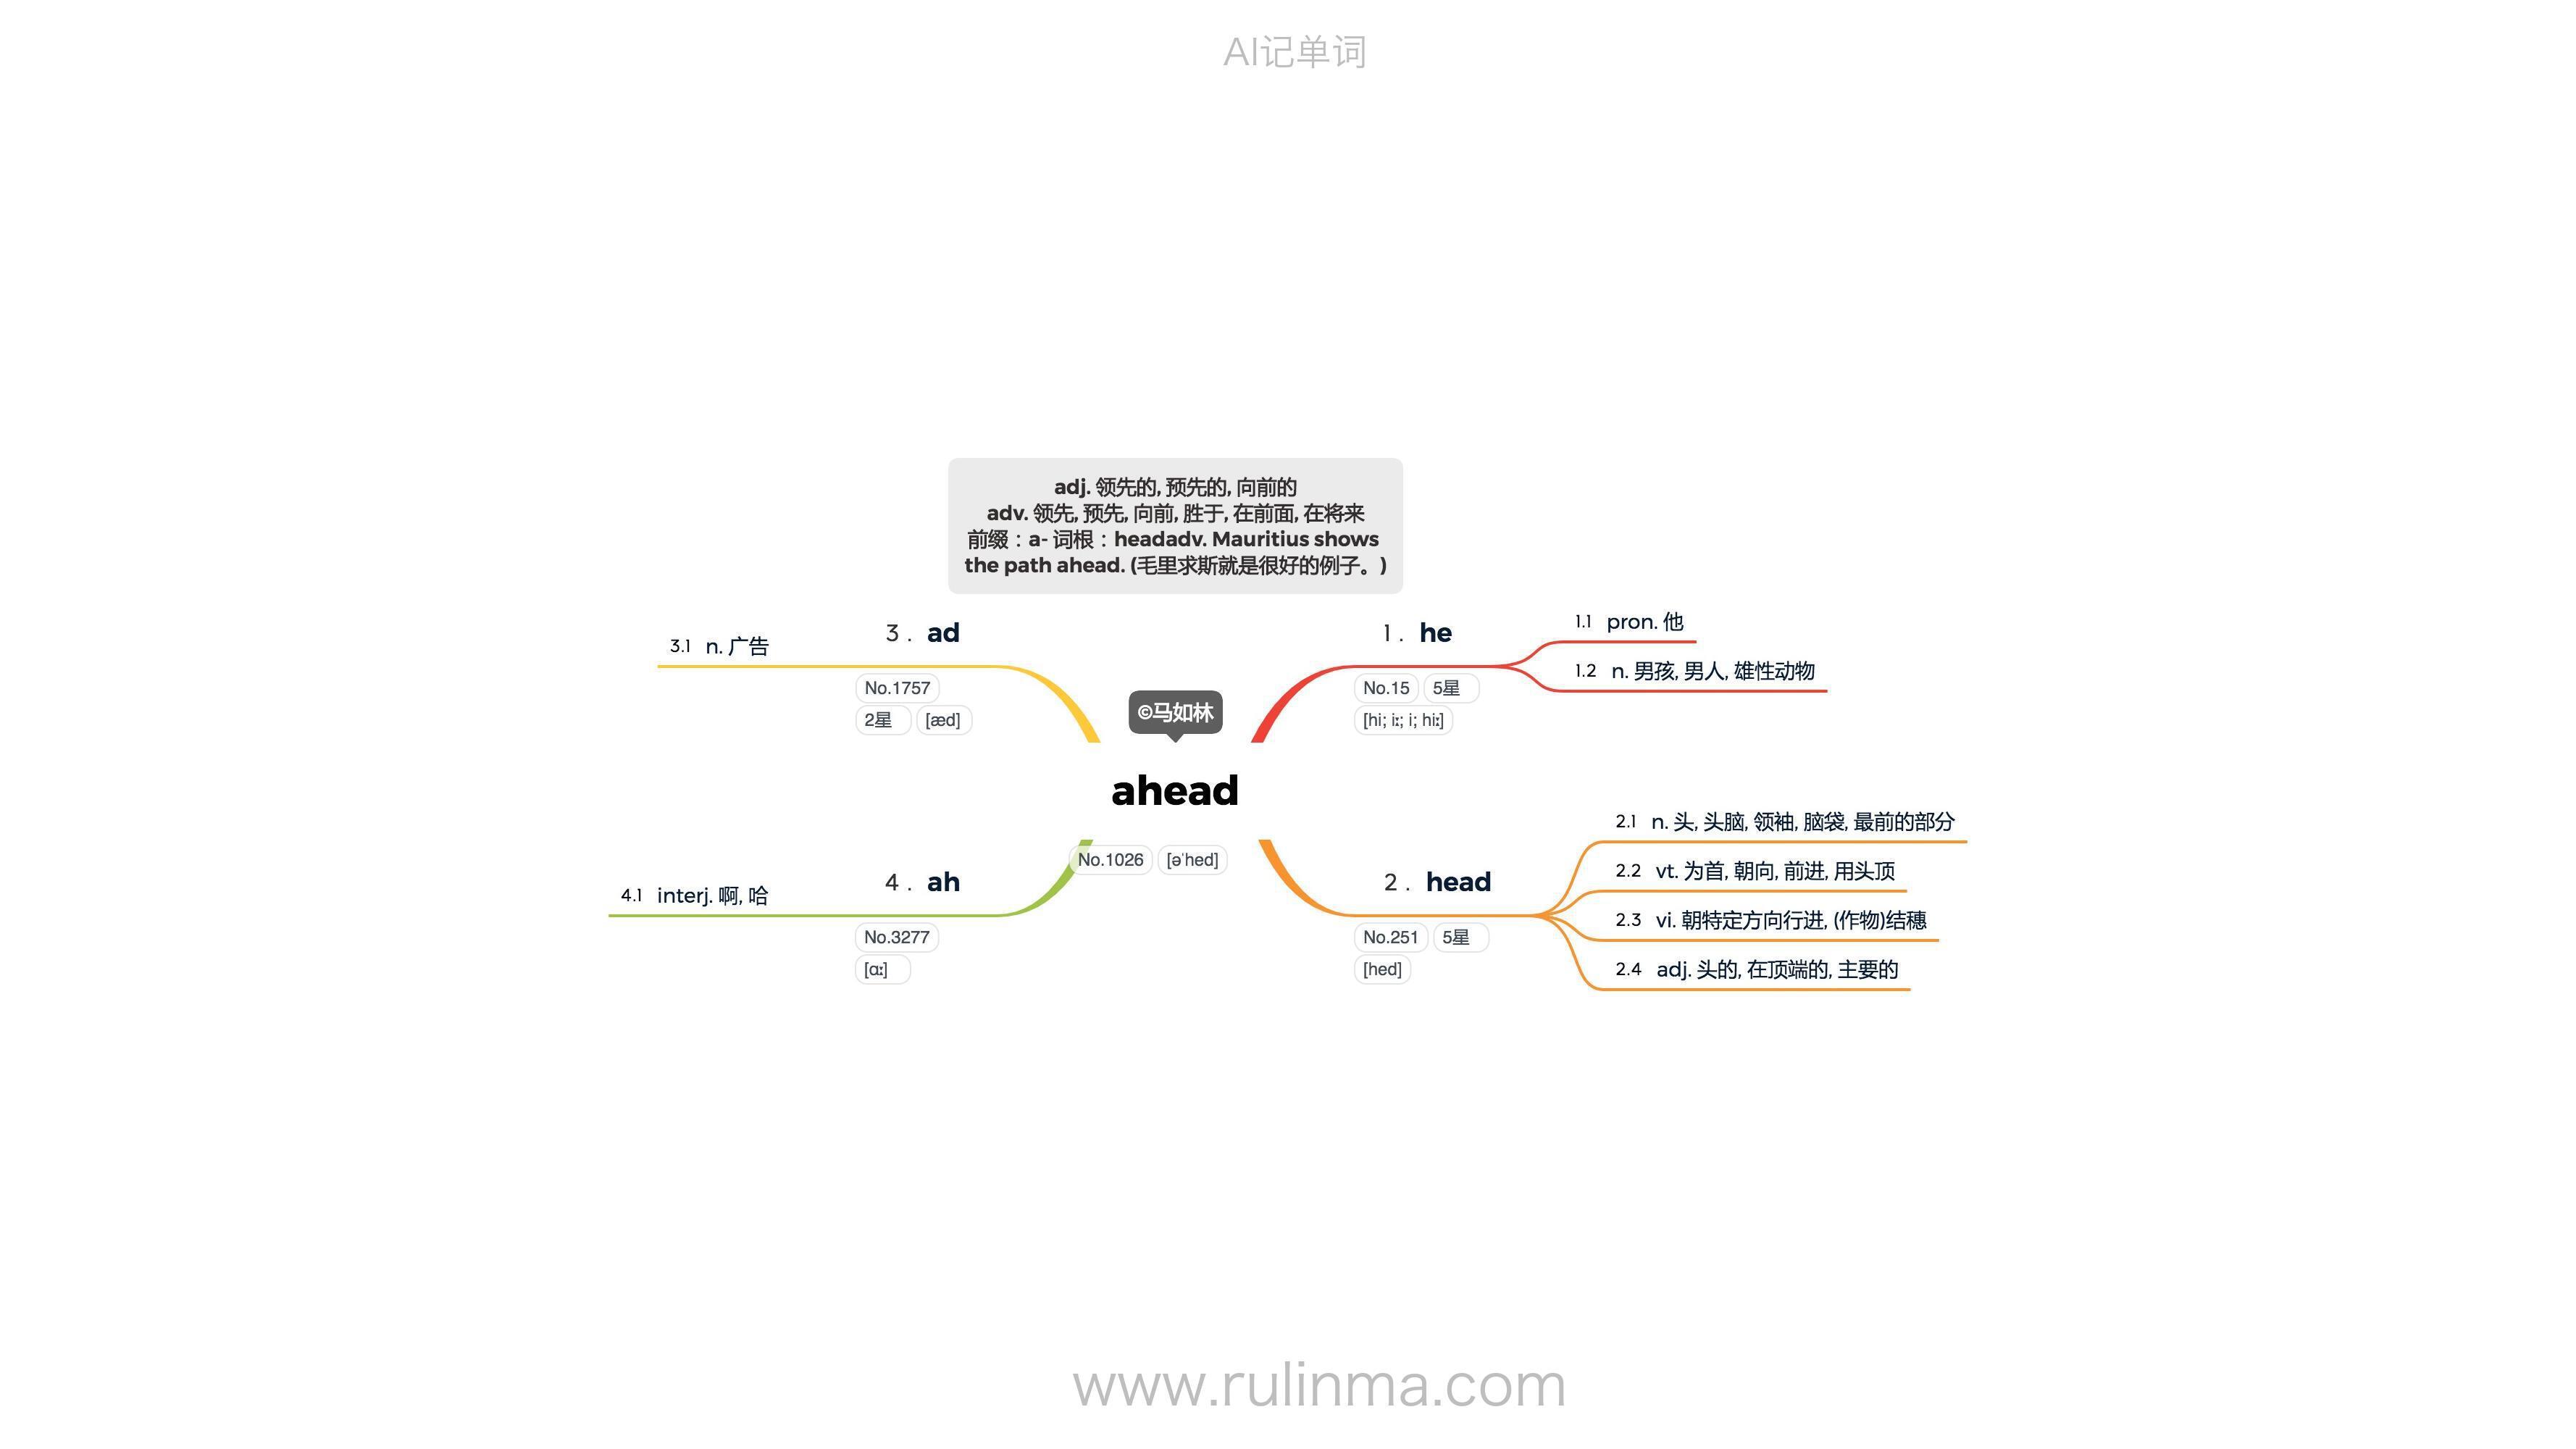 AI记单词
adj. 领先的, 预先的, 向前的
adv. 领先, 预先, 向前, 胜于, 在前面, 在将来
前缀：a- 词根：headadv. Mauritius shows
the path ahead. (毛里求斯就是很好的例子。)
©马如林
ahead
No.1026 [əˈhed]
1. he
No.15 5星
[hi; iː; i; hiː]
1.1 pron. 他
1.2 n. 男孩, 男人, 雄性动物
2. head
No.251 5星
[hed]
2.1 n. 头, 头脑, 领袖, 脑袋, 最前的部分
2.2 vt. 为首, 朝向, 前进, 用头顶
2.3 vi. 朝特定方向行进, (作物)结穗
2.4 adj. 头的, 在顶端的, 主要的
3. ad
No.1757
2星 [æd]
3.1 n. 广告
4. ah
No.3277
[ɑː]
4.1 interj. 啊, 哈
www.rulinma.com